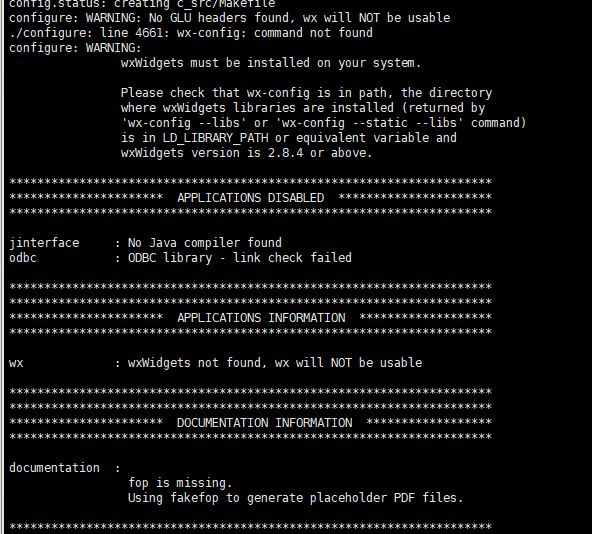 config.status: creating c_src/Makefile
configure: WARNING: No GLU headers found, wx will NOT be usable
./configure: line 4661: wx-config: command not found
configure: WARNING:
                wxWidgets must be installed on your system.

                Please check that wx-config is in path, the directory
                where wxWidgets libraries are installed (returned by
                'wx-config --libs' or 'wx-config --static --libs' command)
                is in LD_LIBRARY_PATH or equivalent variable and
                wxWidgets version is 2.8.4 or above.

*********************************************************************
**********************  APPLICATIONS DISABLED  **********************
*********************************************************************

jinterface     : No Java compiler found
odbc           : ODBC library - link check failed

*********************************************************************
*********************************************************************
**********************  APPLICATIONS INFORMATION  *******************
*********************************************************************

wx             : wxWidgets not found, wx will NOT be usable

*********************************************************************
*********************************************************************
**********************  DOCUMENTATION INFORMATION  ******************
*********************************************************************

documentation  :
                 fop is missing.
                 Using fakefop to generate placeholder PDF files.

*********************************************************************